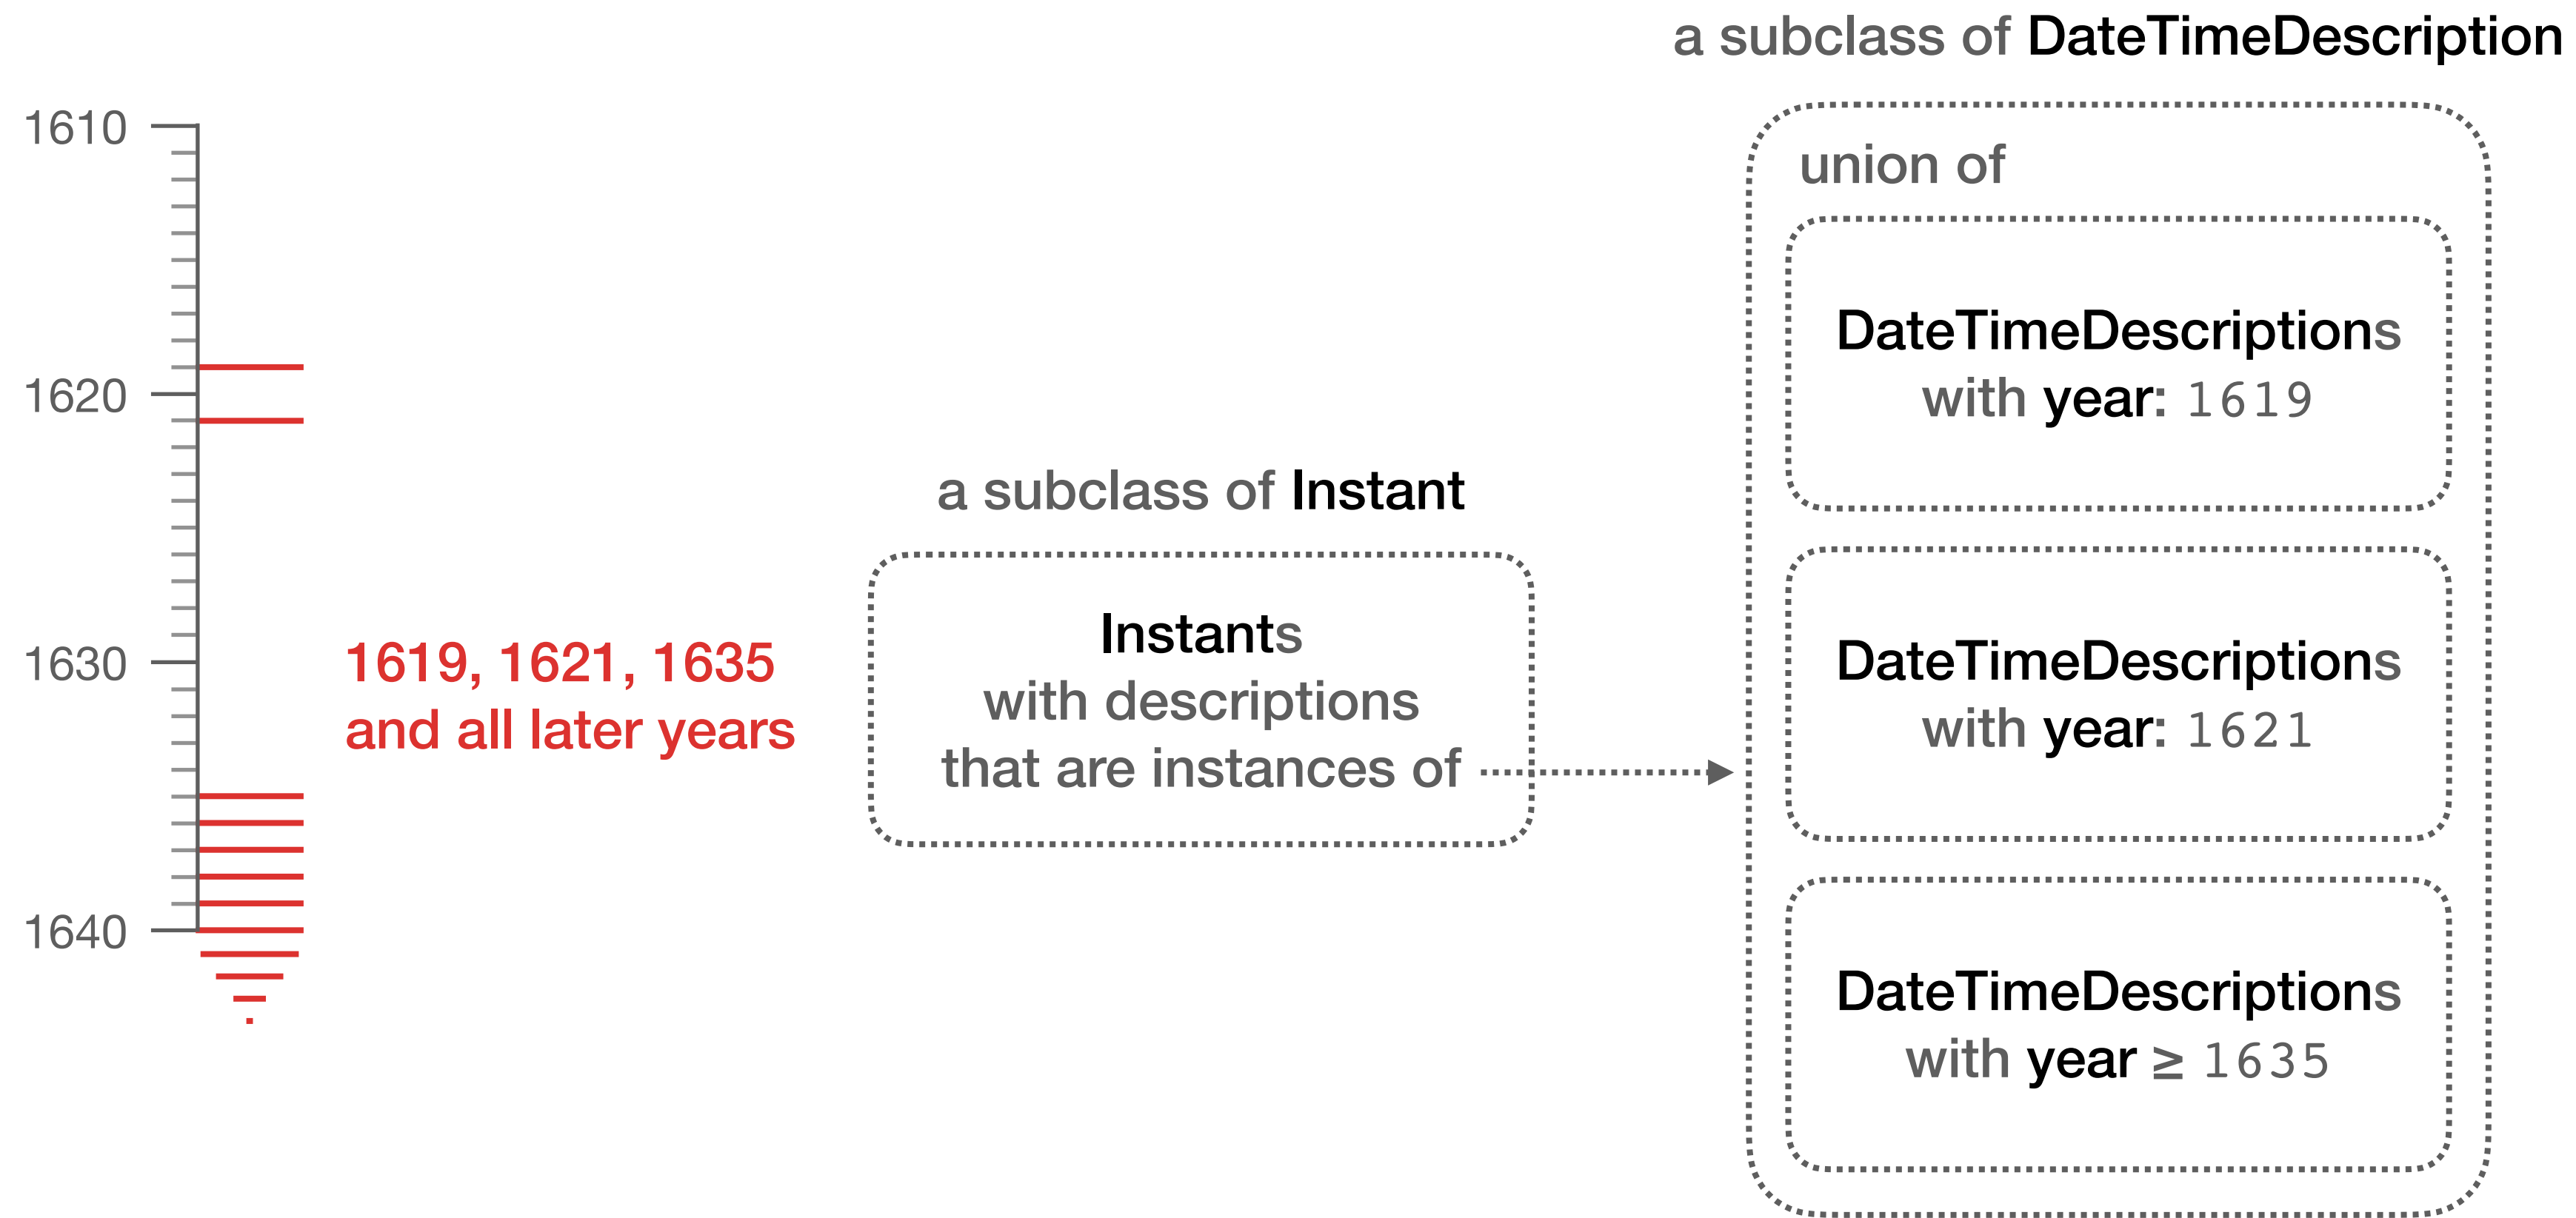 1610
1620
1630
1640
1619, 1621, 1635
and all later years
a subclass of Instant
Instants
with descriptions
that are instances of
a subclass of DateTimeDescription
union of
DateTimeDescriptions
with year: 1619
DateTimeDescriptions
with year: 1621
DateTimeDescriptions
with year ≥ 1635